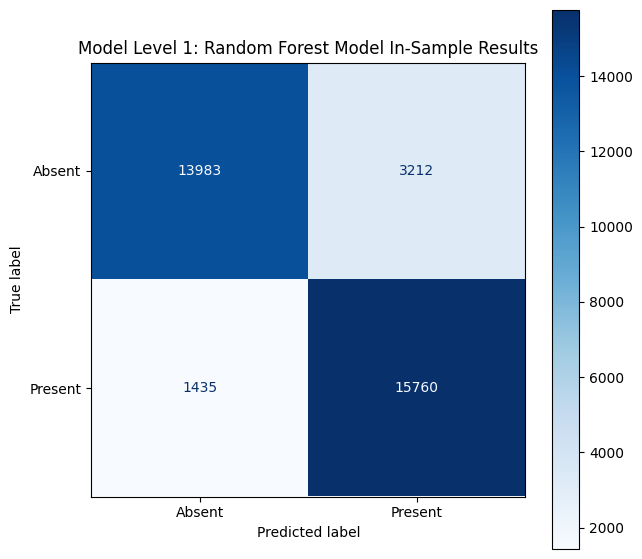 Model Level 1: Random Forest Model In-Sample Results
True label
Absent
13983
3212
Present
1435
15760
Absent
Present
Predicted label
14000
12000
10000
8000
6000
4000
2000